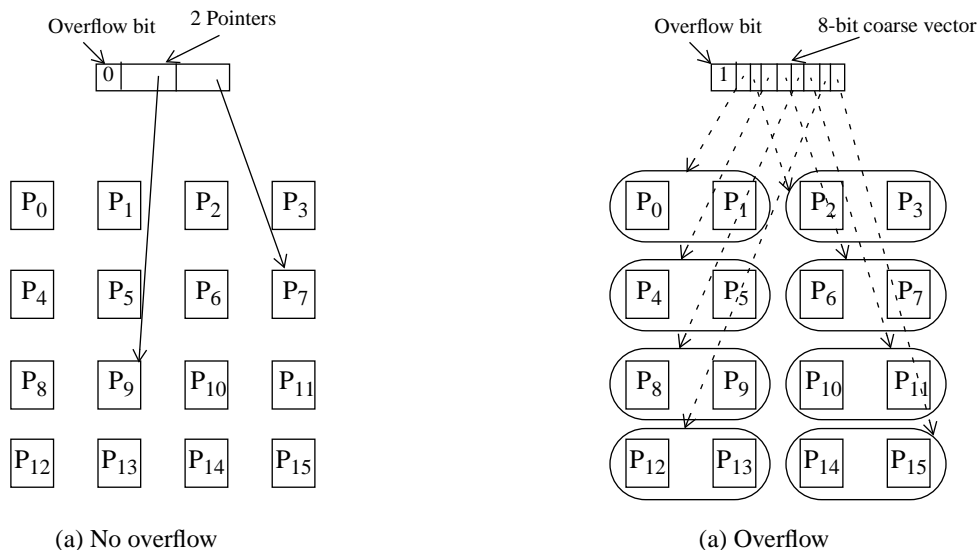 Overflow bit
2 Pointers
0
P0 P1 P2 P3
P4 P5 P6 P7
P8 P9 P10 P11
P12 P13 P14 P15
(a) No overflow
Overflow bit
8-bit coarse vector
1
P0 P1 P2 P3
P4 P5 P6 P7
P8 P9 P10 P11
P12 P13 P14 P15
(a) Overflow